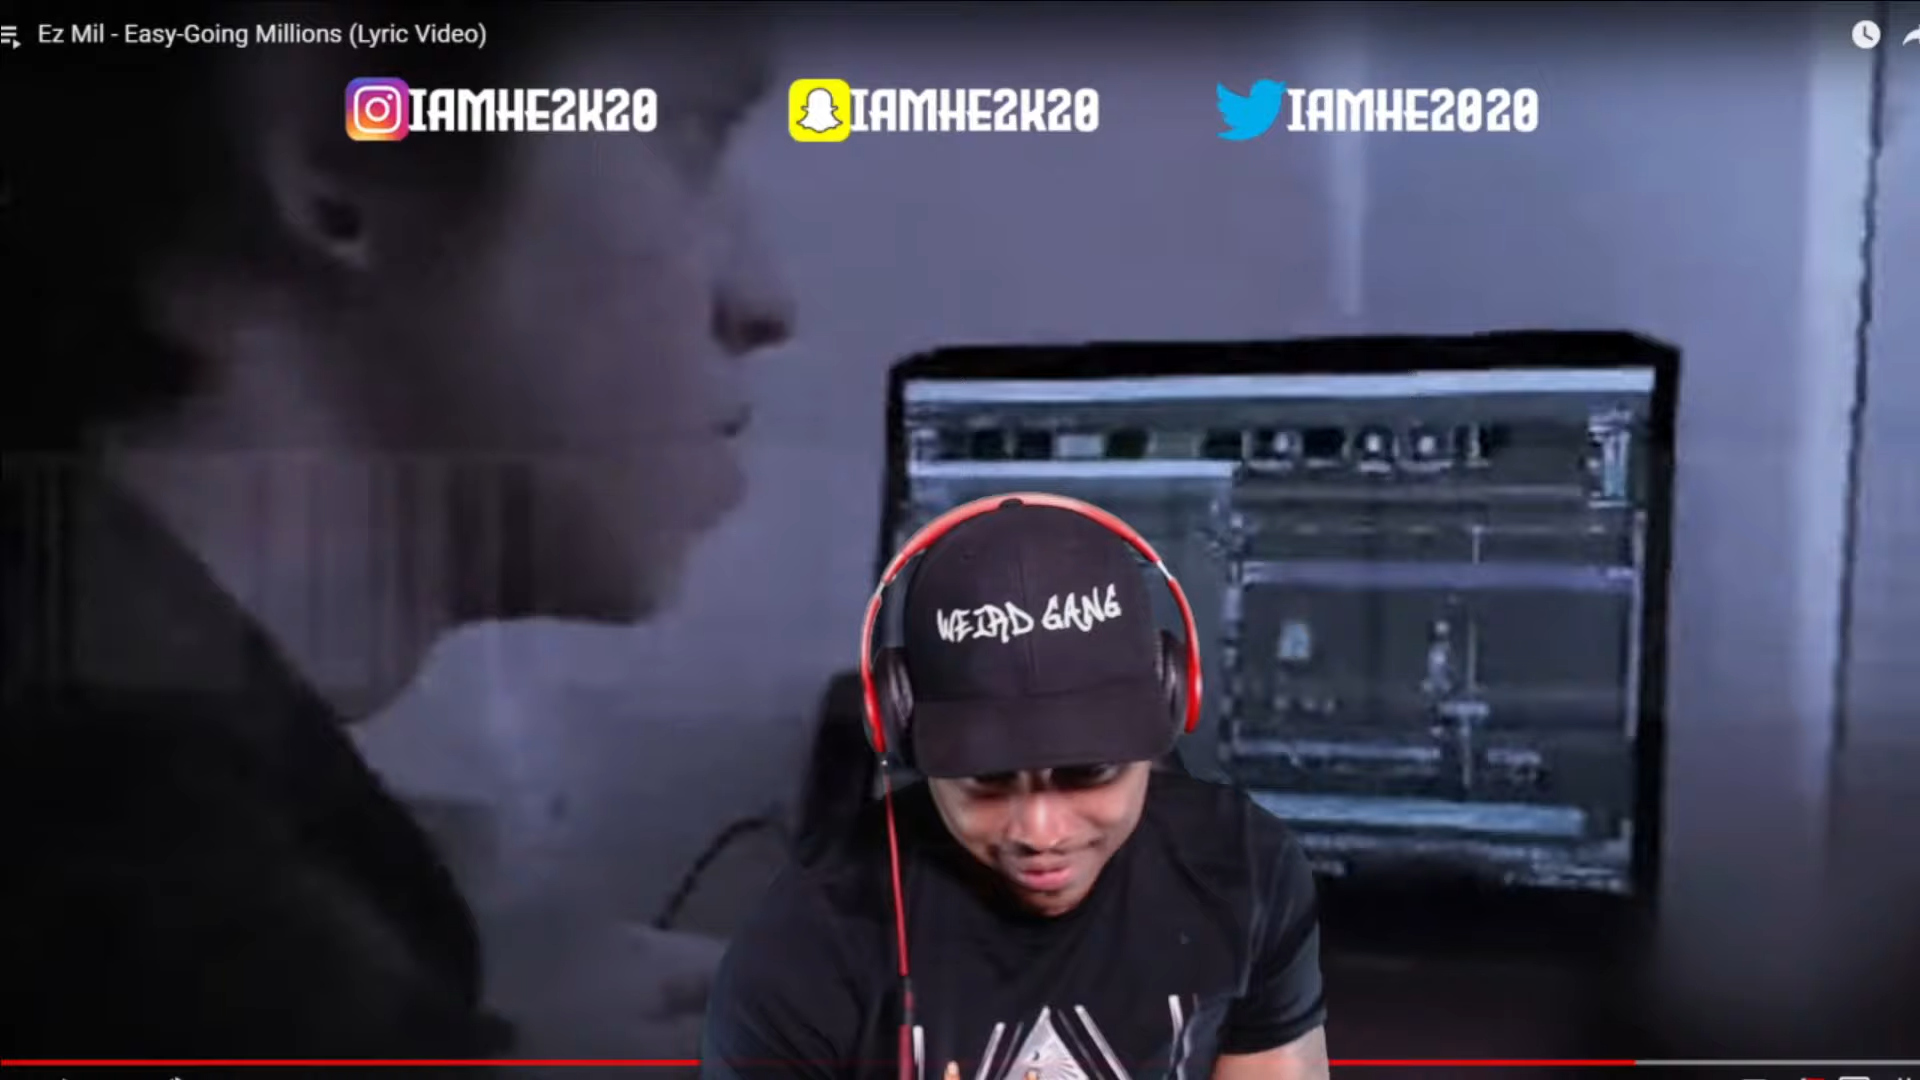 Ez Mil - Easy-Going Millions (Lyric Video)
IAMHE2K20 IAMHE2K20 IAMHE2020
WEIRD GANG